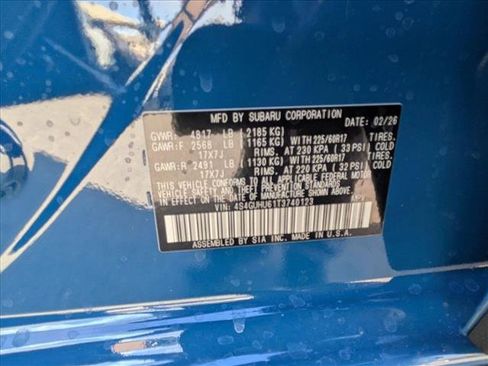 MFD BY SUBARU CORPORATION DATE: 02/26
GVWR: 4817 LB (2185 KG)
GAWR:F 2568 LB (1165 KG) WITH 225/60R17 TIRES.
17X7J RIMS. AT 230 KPA (33 PSI) COLD
GAWR:R 2491 LB (1130 KG) WITH 225/60R17 TIRES.
17X7J RIMS. AT 220 KPA (32 PSI) COLD
THIS VEHICLE CONFORMS TO ALL APPLICABLE FEDERAL MOTOR
VEHICLE SAFETY, BUMPER, AND THEFT PREVENTION STANDARDS
IN EFFECT ON THE DATE OF MANUFACTURE SHOWN ABOVE.
VIN: 4S4GUHU61T3740123 MPV
ASSEMBLED BY SIA INC. MADE IN U.S.A.